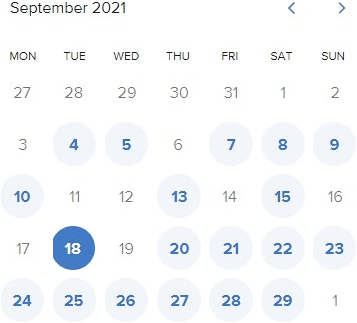 September 2021
MON TUE WED THU FRI SAT SUN
27 28 29 30 31 1 2
3 4 5 6 7 8 9
10 11 12 13 14 15 16
17 18 19 20 21 22 23
24 25 26 27 28 29 1